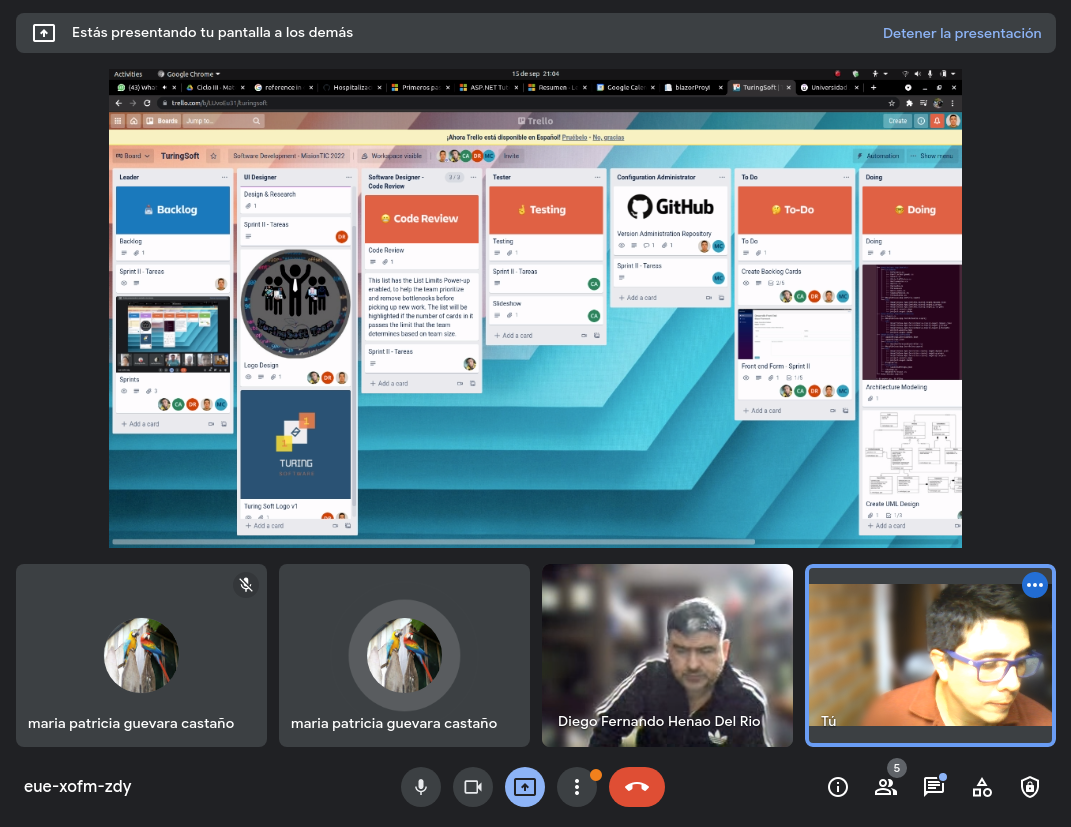 Estás presentando tu pantalla a los demás
Detener la presentación
Activities
Google Chrome
15 de sep 21:04
(43) What
Ciclo III - Mat
reference in
Hospitalizac
Primeros pas
ASP.NET Tut
Resumen - L
Google Calen
blazorProyl
TuringSoft |
Universidad
Boards
Jump to...
Trello
Create
¡Ahora Trello está disponible en Español! Pruébelo - No, gracias
Board
TuringSoft
Software Development - MisionTIC 2022
Workspace visible
CA
DR
MC
Invite
Automation
Show menu
Leader
Backlog
Backlog
1
Sprint II - Tareas
Sprints
3
CA
DR
MC
+ Add a card
UI Designer
Design & Research
1
Sprint II - Tareas
DR
TuringSoft Team
Logo Design
1
DR
TURING
SOFTWARE
Turing Soft Logo v1
+ Add a card
Software Designer -
Code Review
3 / 3
Code Review
Code Review
1
This list has the List Limits Power-up
enabled, to help the team prioritize
and remove bottlenecks before
picking up new work. The list will be
highlighted if the number of cards in it
passes the limit that the team
determines based on team size.
Sprint II - Tareas
+ Add a card
Tester
Testing
Testing
1
Sprint II - Tareas
CA
Slideshow
1
CA
+ Add a card
Configuration Administrator
GitHub
Version Administration Repository
1
1
MC
Sprint II - Tareas
MC
+ Add a card
To Do
To-Do
To Do
1
Create Backlog Cards
2/6
CA
DR
MC
Front end Form - Sprint II
1
1/5
CA
DR
MC
+ Add a card
Doing
Doing
Doing
1
Architecture Modeling
1
Create UML Design
1
1/3
+ Add a card
maria patricia guevara castaño
maria patricia guevara castaño
Diego Fernando Henao Del Rio
Tú
eue-xofm-zdy
5